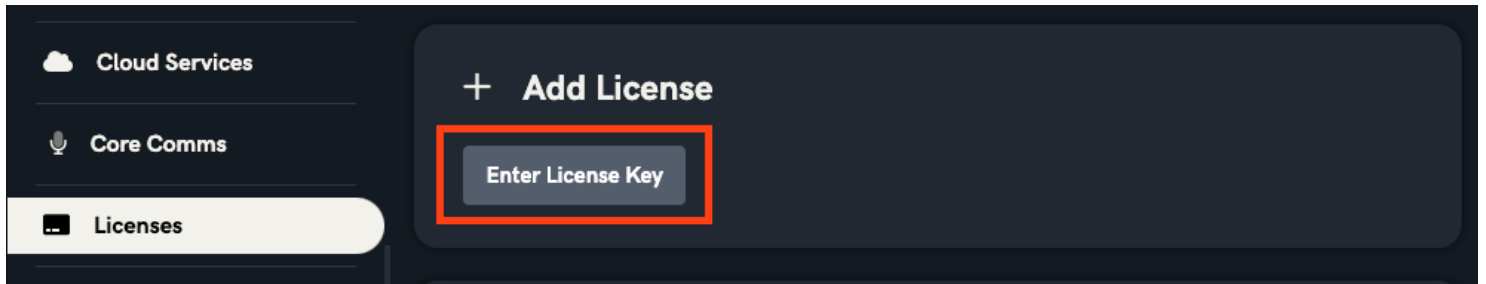 Cloud Services
Core Comms
Licenses
Add License
Enter License Key